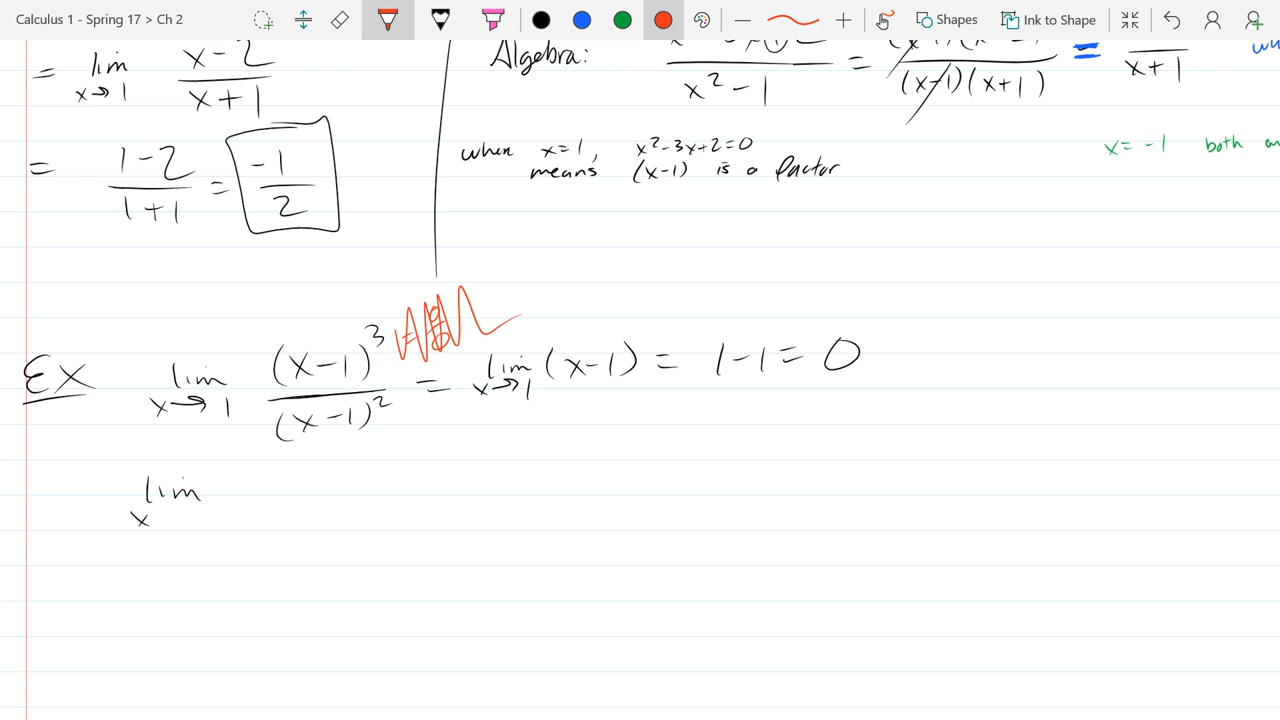 Calculus 1 - Spring 17 > Ch 2
Shapes
Ink to Shape
= lim x→1 (x-2)/(x+1)
= (1-2)/(1+1) = -1/2
Algebra:
x² - 1
= (x-1)(x+1)
= x+1
when x=1, x²-3x+2=0
means (x-1) is a factor
x = -1 both
EX lim x→1 (x-1)³/(x-1)² = lim x→1 (x-1) = 1-1 = 0
lim
x